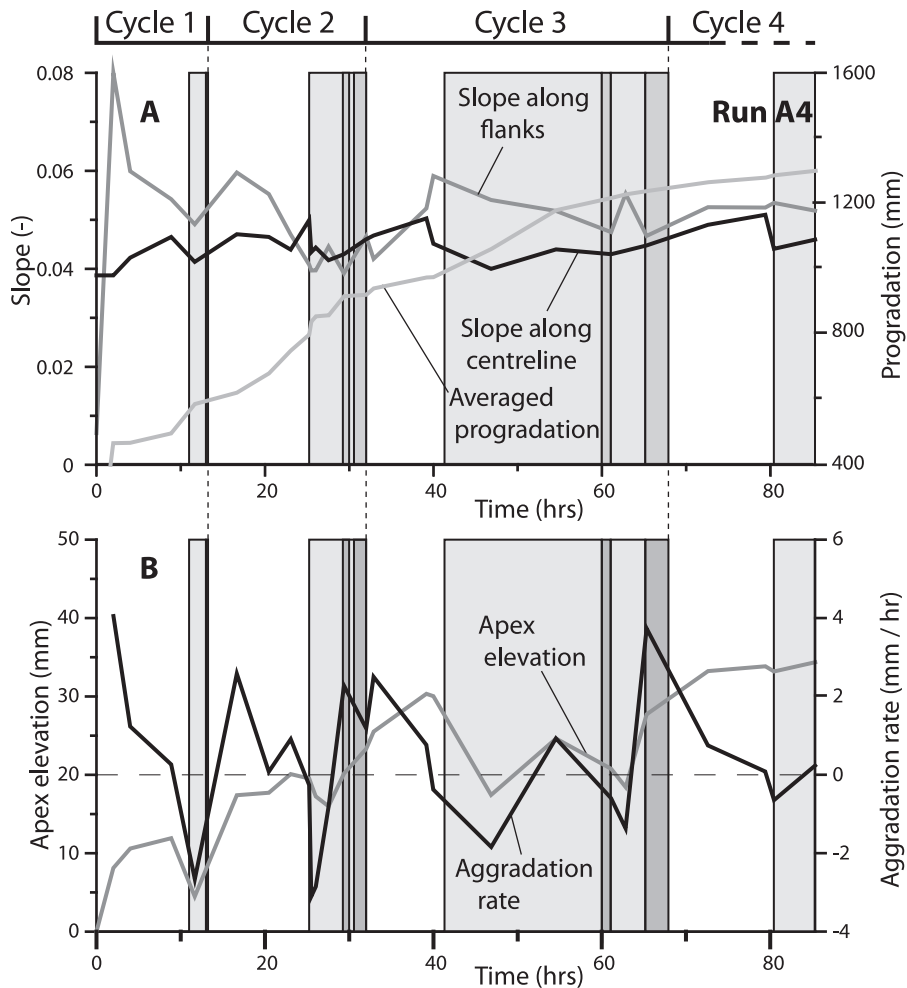 Cycle 1 Cycle 2 Cycle 3 Cycle 4
0.08 1600
A Slope along Run A4
flanks
0.06
1200
Slope (-) Progradation (mm)
0.04
Slope along
centreline
800
0.02
Averaged
progradation
0 400
0 20 40 60 80
Time (hrs)
50 6
B
40 4
Apex
elevation
30 2
Apex elevation (mm) Aggradation rate (mm / hr)
20 0
10 -2
Aggradation
rate
0 -4
0 20 40 60 80
Time (hrs)